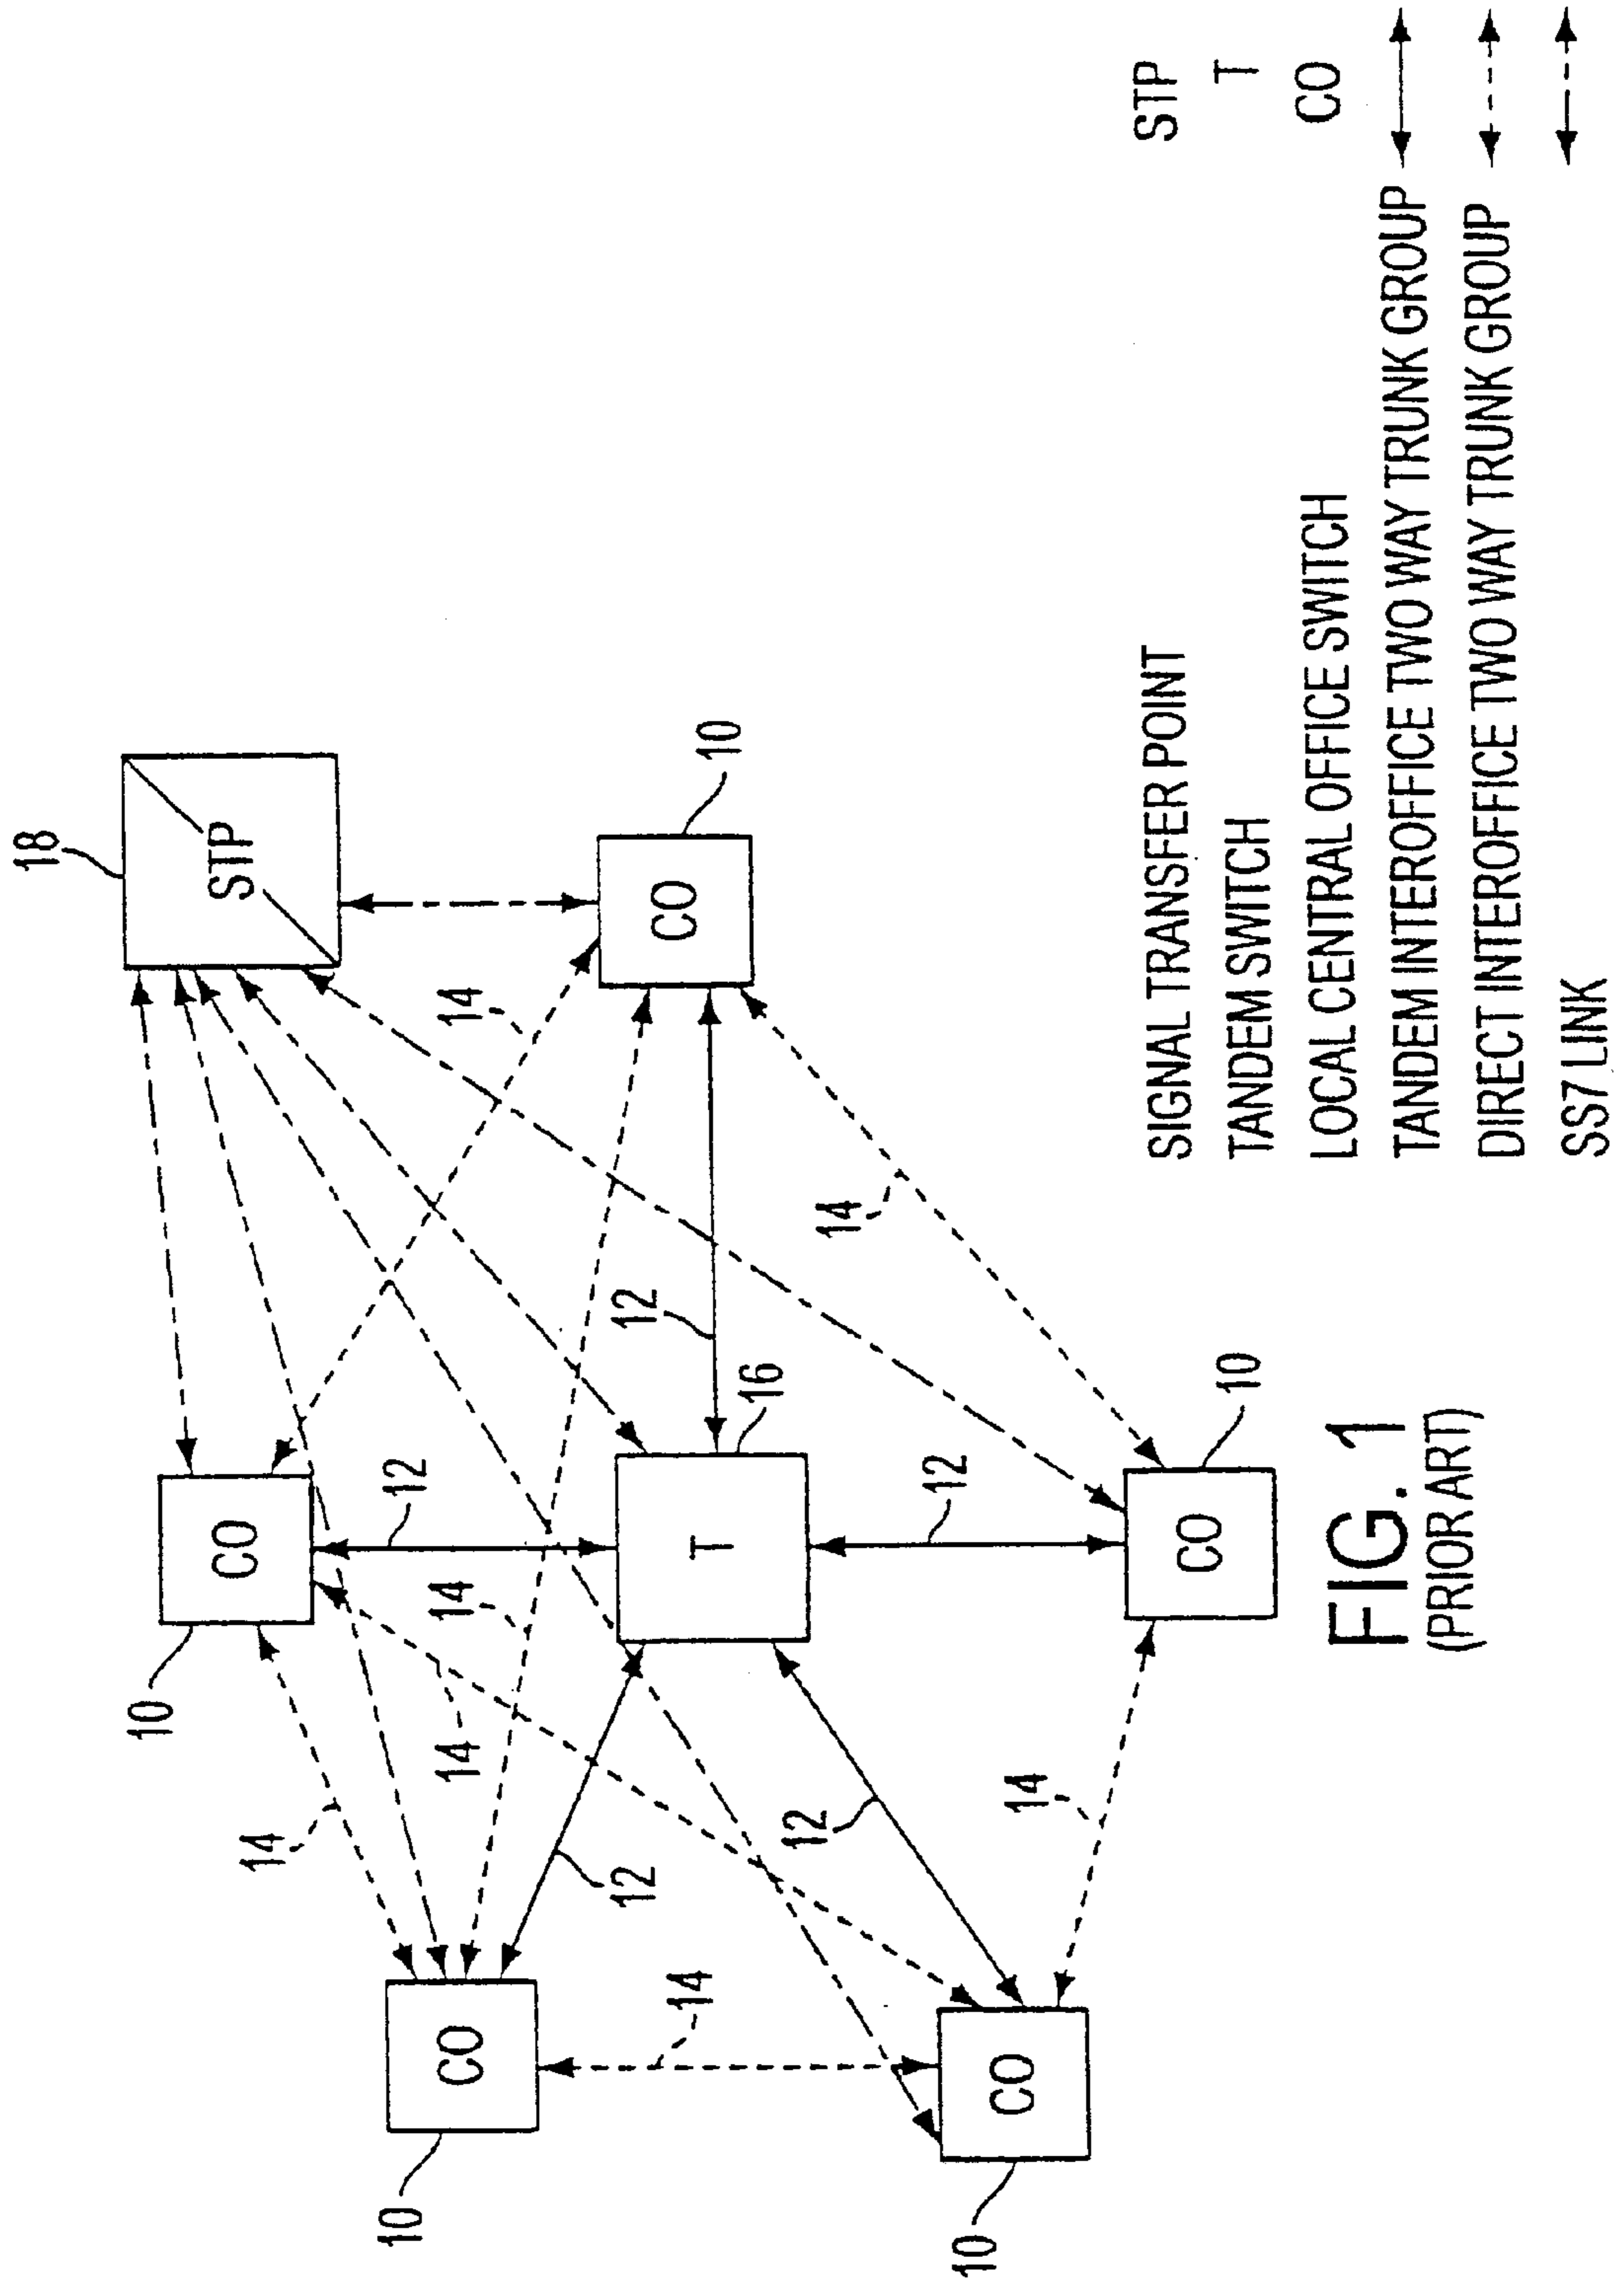 18
STP
10
CO
14
14
12
16
T
12
12
CO
10
10
CO
14
14
14
12
12
14
14
CO
10
CO
10
SIGNAL TRANSFER POINT STP
TANDEM SWITCH T
LOCAL CENTRAL OFFICE SWITCH CO
TANDEM INTEROFFICE TWO WAY TRUNK GROUP
DIRECT INTEROFFICE TWO WAY TRUNK GROUP
SS7 LINK
FIG. 1
(PRIOR ART)